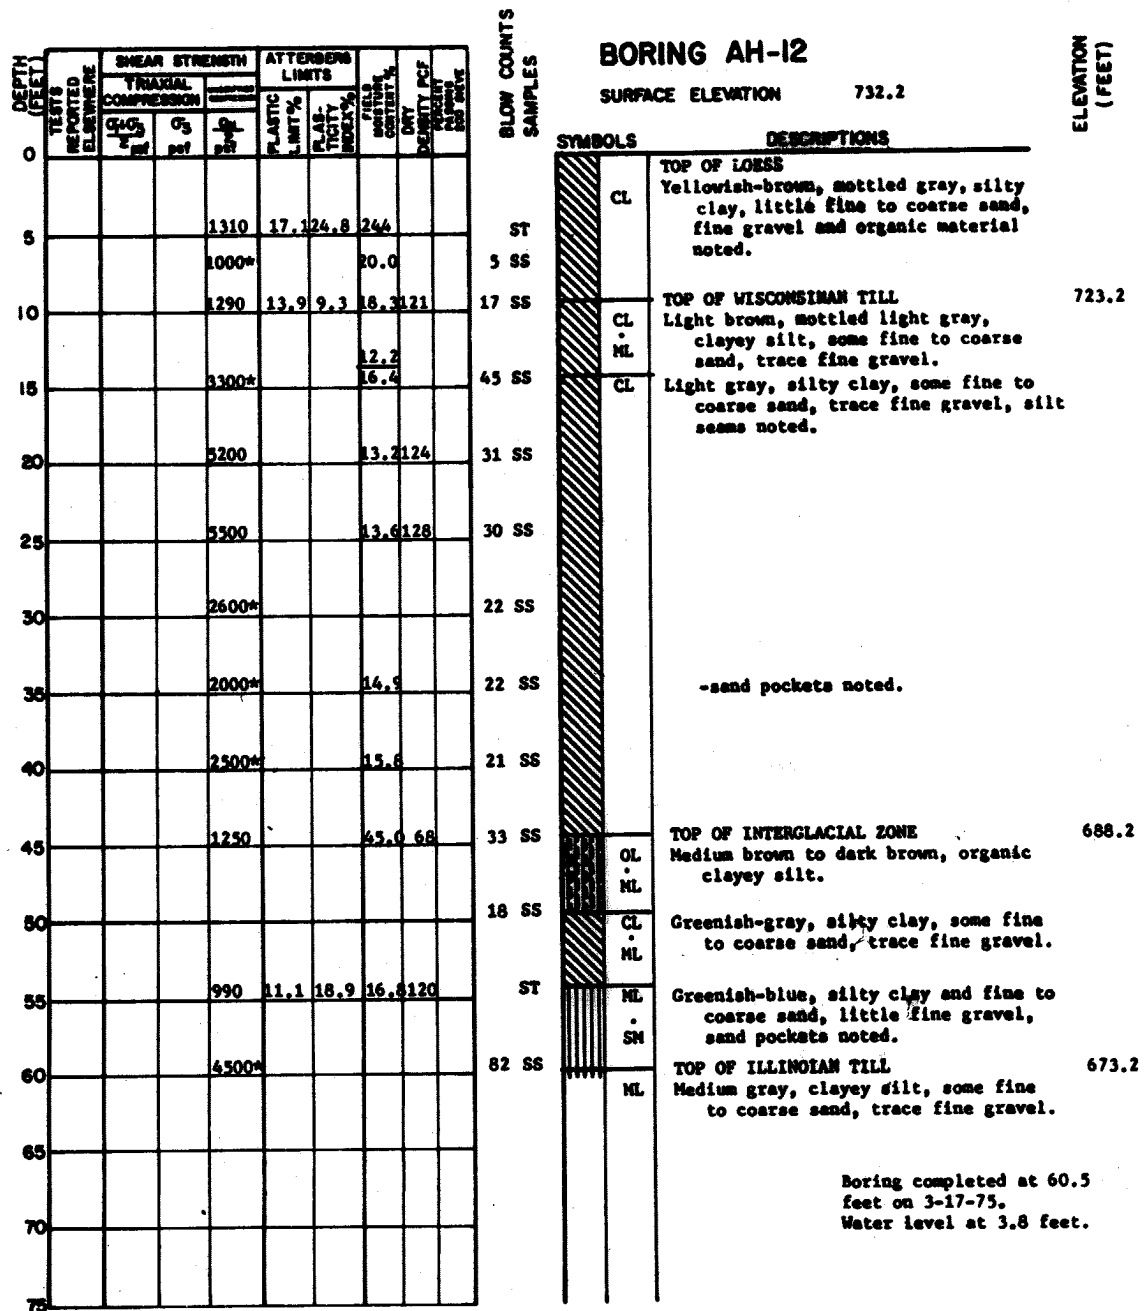 BORING AH-12
SURFACE ELEVATION 732.2
DEPTH (FEET)
TESTS REPORTED ELSEWHERE
SHEAR STRENGTH
TRIAXIAL COMPRESSION
psf
σ3 psf
ATTERBERG LIMITS
PLASTIC LIMIT %
PLAS-TICITY INDEX %
FIELD MOISTURE CONTENT %
DRY DENSITY PCF
PERCENT PASSING 200 SIEVE
BLOW COUNTS
SAMPLES
SYMBOLS
DESCRIPTIONS
ELEVATION (FEET)
0
TOP OF LOESS
CL Yellowish-brown, mottled gray, silty
clay, little fine to coarse sand,
fine gravel and organic material
noted.
1310 17.1 24.8 244 ST
5
1000* 20.0 5 SS
1290 13.9 9.3 18.3 121 17 SS
TOP OF WISCONSINAN TILL 723.2
10
CL · ML Light brown, mottled light gray,
clayey silt, some fine to coarse
sand, trace fine gravel.
12.2
3300* 16.4 45 SS
15
CL Light gray, silty clay, some fine to
coarse sand, trace fine gravel, silt
seams noted.
5200 13.2 124 31 SS
20
5500 13.6 128 30 SS
25
2600* 22 SS
30
2000* 14.9 22 SS
-sand pockets noted.
35
2500* 15.8 21 SS
40
1250 45.0 68 33 SS
TOP OF INTERGLACIAL ZONE 688.2
45
OL · ML Medium brown to dark brown, organic
clayey silt.
18 SS
50
CL · ML Greenish-gray, silty clay, some fine
to coarse sand, trace fine gravel.
990 11.1 18.9 16.8 120 ST
55
ML · SM Greenish-blue, silty clay and fine to
coarse sand, little fine gravel,
sand pockets noted.
4500* 82 SS
TOP OF ILLINOIAN TILL 673.2
60
ML Medium gray, clayey silt, some fine
to coarse sand, trace fine gravel.
65
Boring completed at 60.5
feet on 3-17-75.
Water level at 3.8 feet.
70
75